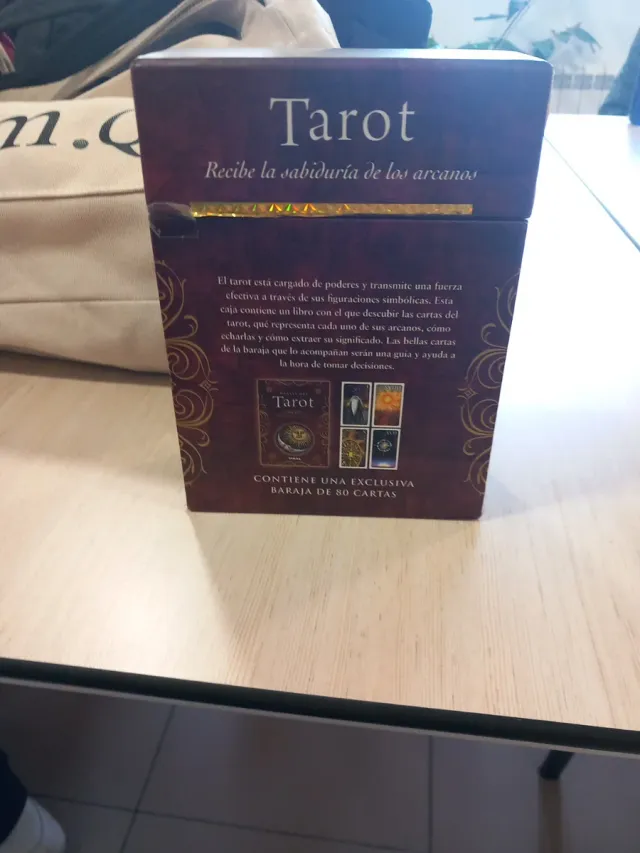 m.Q
Tarot
Recibe la sabiduría de los arcanos
El tarot está cargado de poderes y transmite una fuerza
efectiva a través de sus figuraciones simbólicas. Esta
caja contiene un libro con el que descubrir las cartas del
tarot, qué representa cada uno de sus arcanos, cómo
echarlas y cómo extraer su significado. Las bellas cartas
de la baraja que lo acompañan serán una guía y ayuda a
la hora de tomar decisiones.
Tarot
CONTIENE UNA EXCLUSIVA
BARAJA DE 80 CARTAS